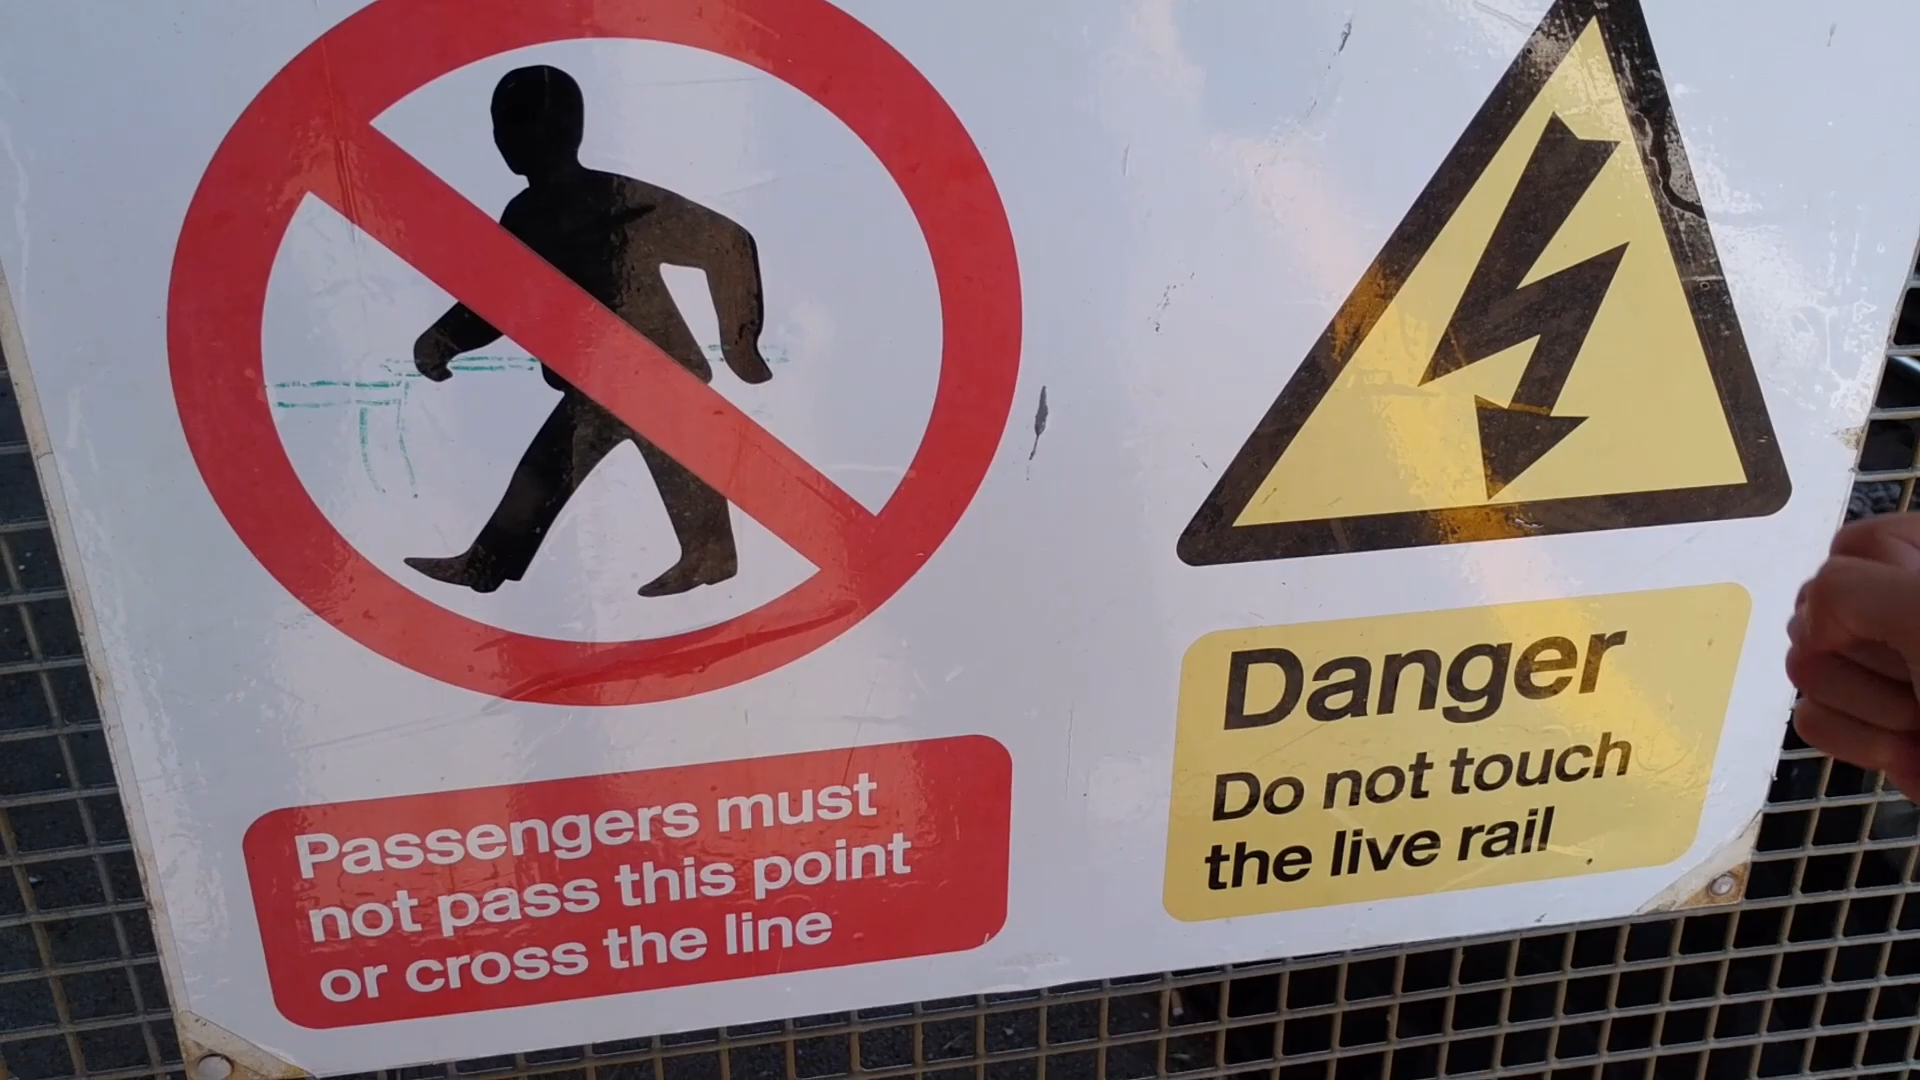 Passengers must
not pass this point
or cross the line
Danger
Do not touch
the live rail